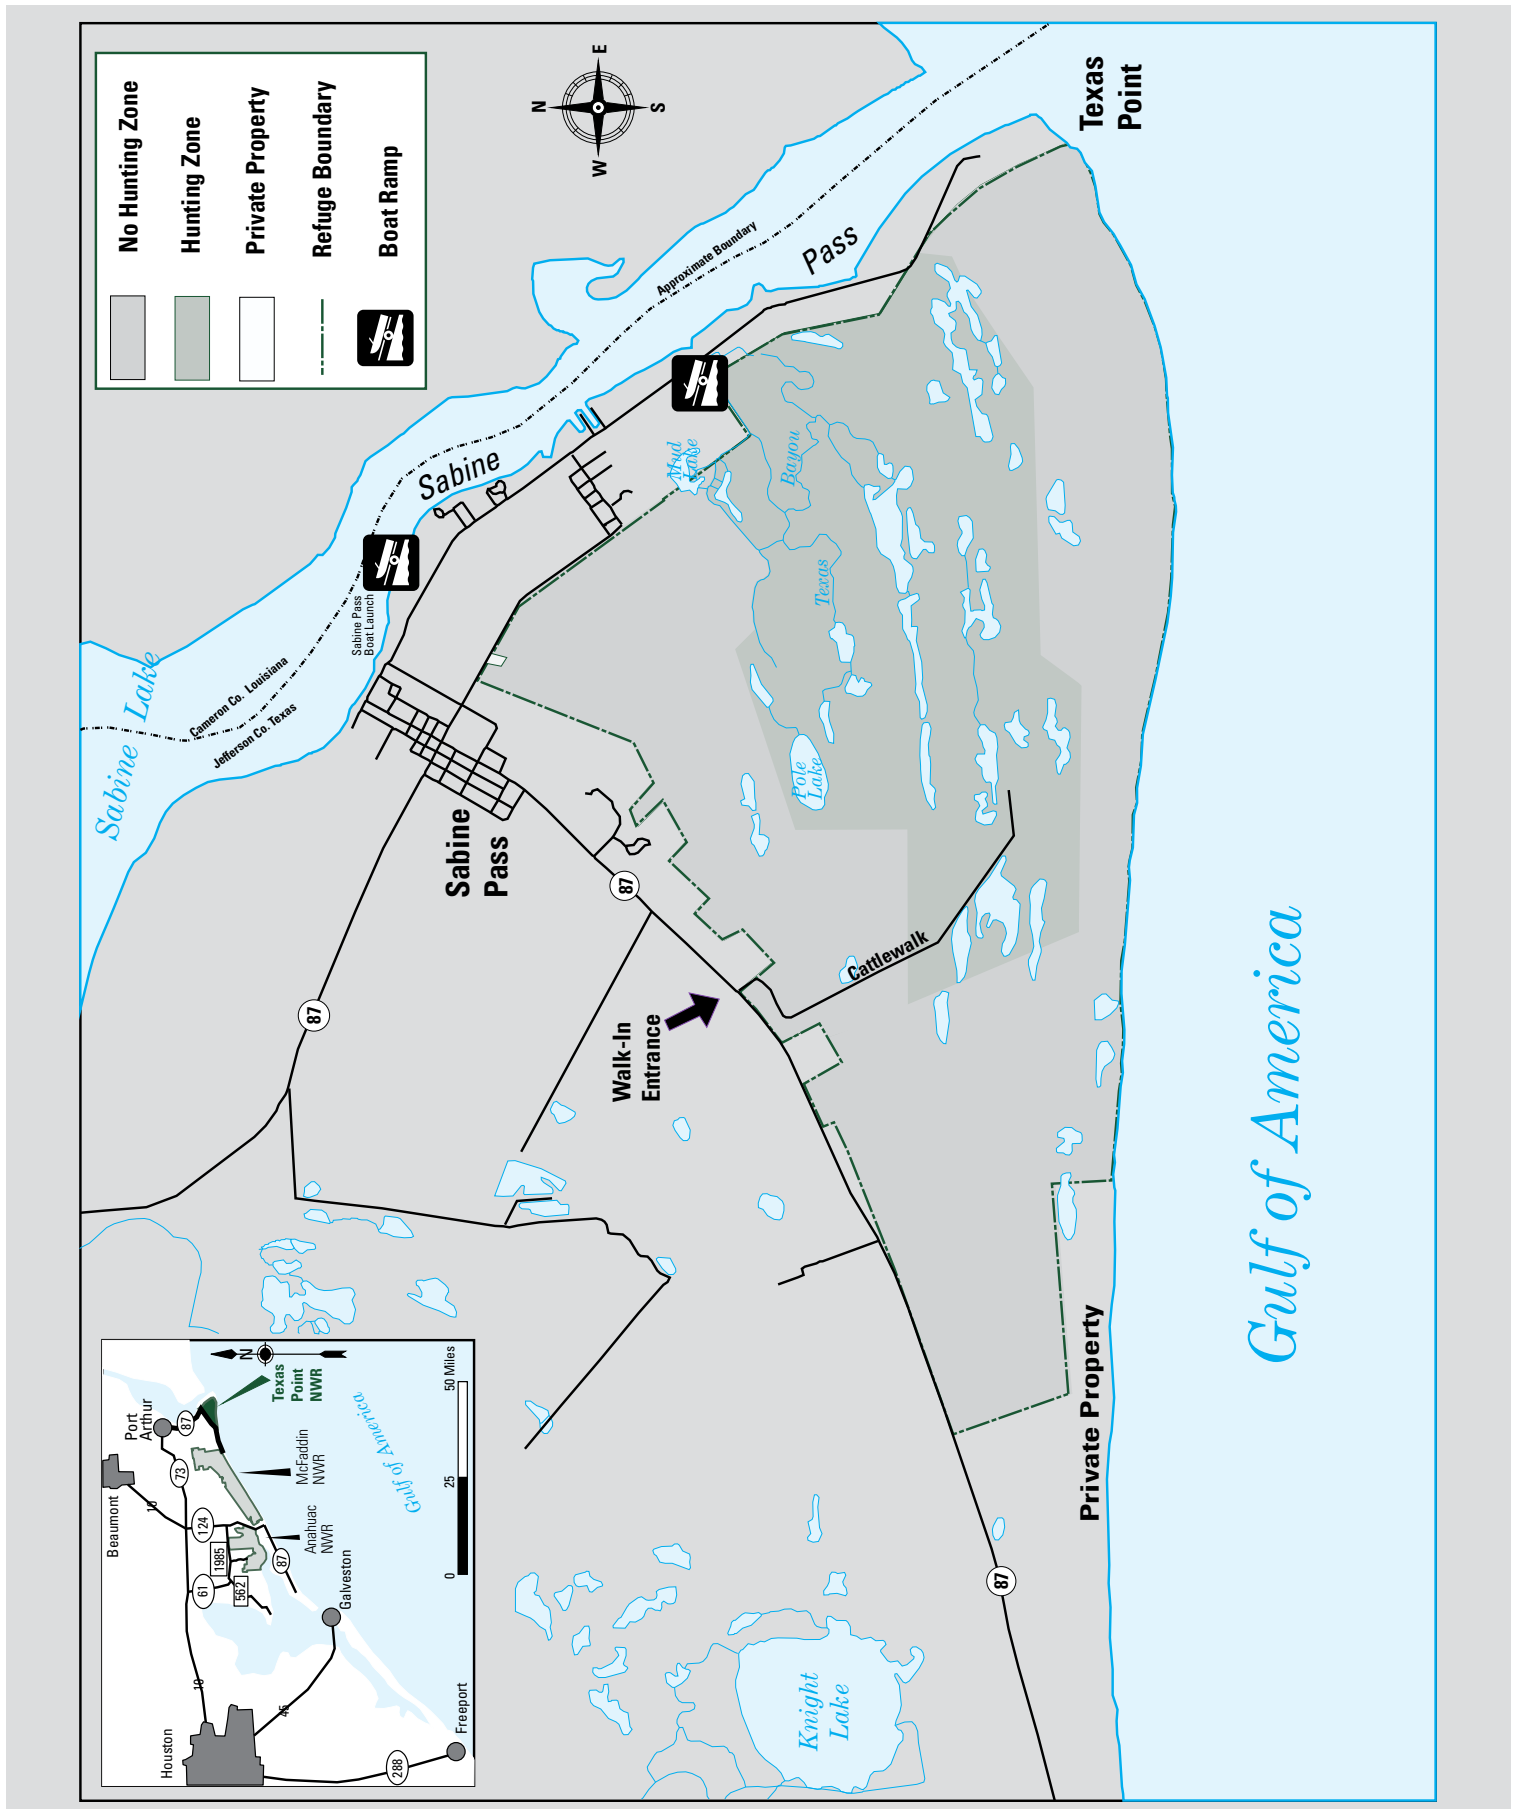 No Hunting Zone
Hunting Zone
Private Property
Refuge Boundary
Boat Ramp
N
E
S
W
Texas
Point
Sabine
Pass
Approximate Boundary
Sabine Pass
Boat Launch
Cameron Co. Louisiana
Jefferson Co. Texas
Sabine Lake
Mud
Lake
Bayou
Texas
Pole
Lake
Sabine
Pass
87
87
Cattlewalk
Walk-In
Entrance
Gulf of America
Private Property
87
Knight
Lake
N
Texas
Point
NWR
Port
Arthur
87
73
McFaddin
NWR
Beaumont
10
124
Anahuac
NWR
1985
87
61
562
Galveston
Gulf of America
0
25
50 Miles
10
45
Houston
288
Freeport